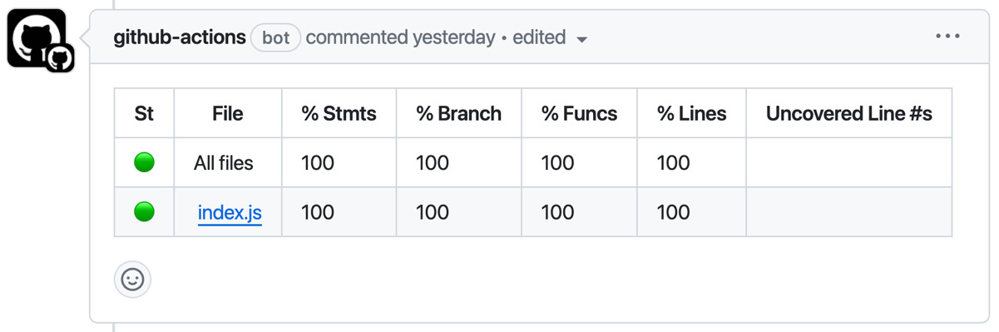 github-actions bot commented yesterday • edited
St File % Stmts % Branch % Funcs % Lines Uncovered Line #s
All files 100 100 100 100
index.js 100 100 100 100